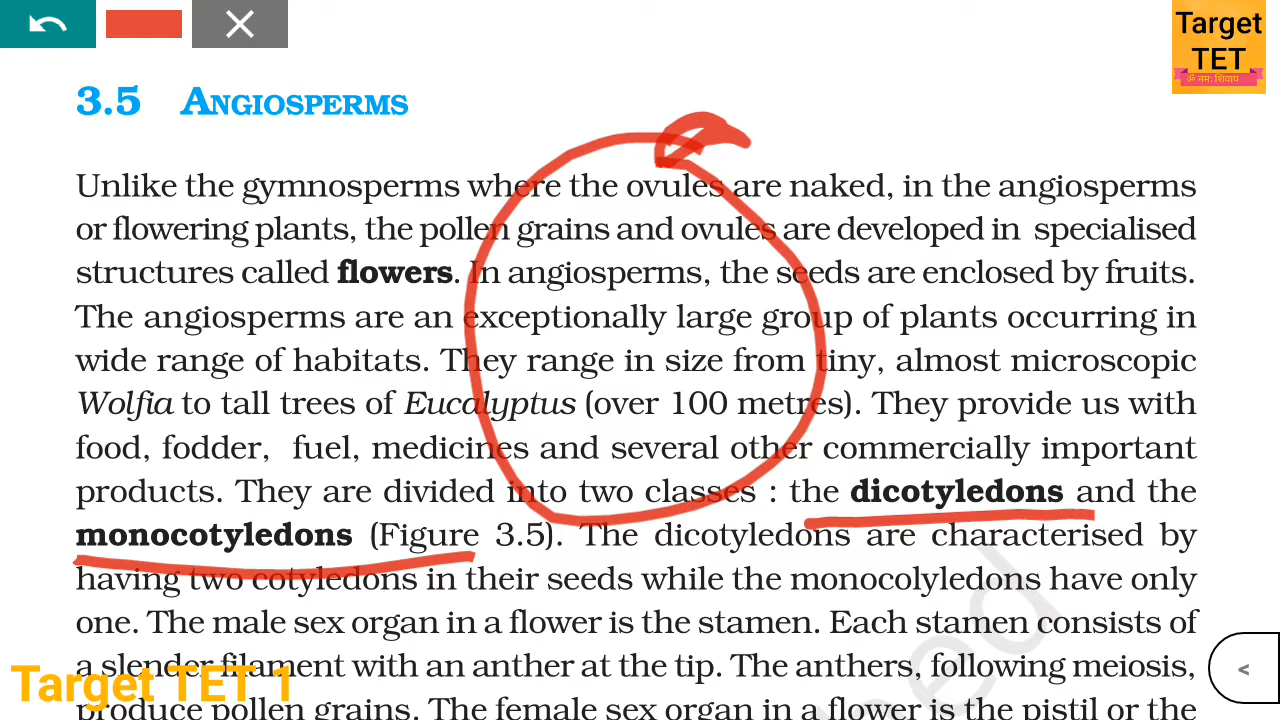 Target
TET
ॐ नमः शिवाय
3.5 ANGIOSPERMS
Unlike the gymnosperms where the ovules are naked, in the angiosperms
or flowering plants, the pollen grains and ovules are developed in specialised
structures called flowers. In angiosperms, the seeds are enclosed by fruits.
The angiosperms are an exceptionally large group of plants occurring in
wide range of habitats. They range in size from tiny, almost microscopic
Wolfia to tall trees of Eucalyptus (over 100 metres). They provide us with
food, fodder, fuel, medicines and several other commercially important
products. They are divided into two classes : the dicotyledons and the
monocotyledons (Figure 3.5). The dicotyledons are characterised by
having two cotyledons in their seeds while the monocolyledons have only
one. The male sex organ in a flower is the stamen. Each stamen consists of
a slender filament with an anther at the tip. The anthers, following meiosis,
produce pollen grains. The female sex organ in a flower is the pistil or the
Target TET 1
<